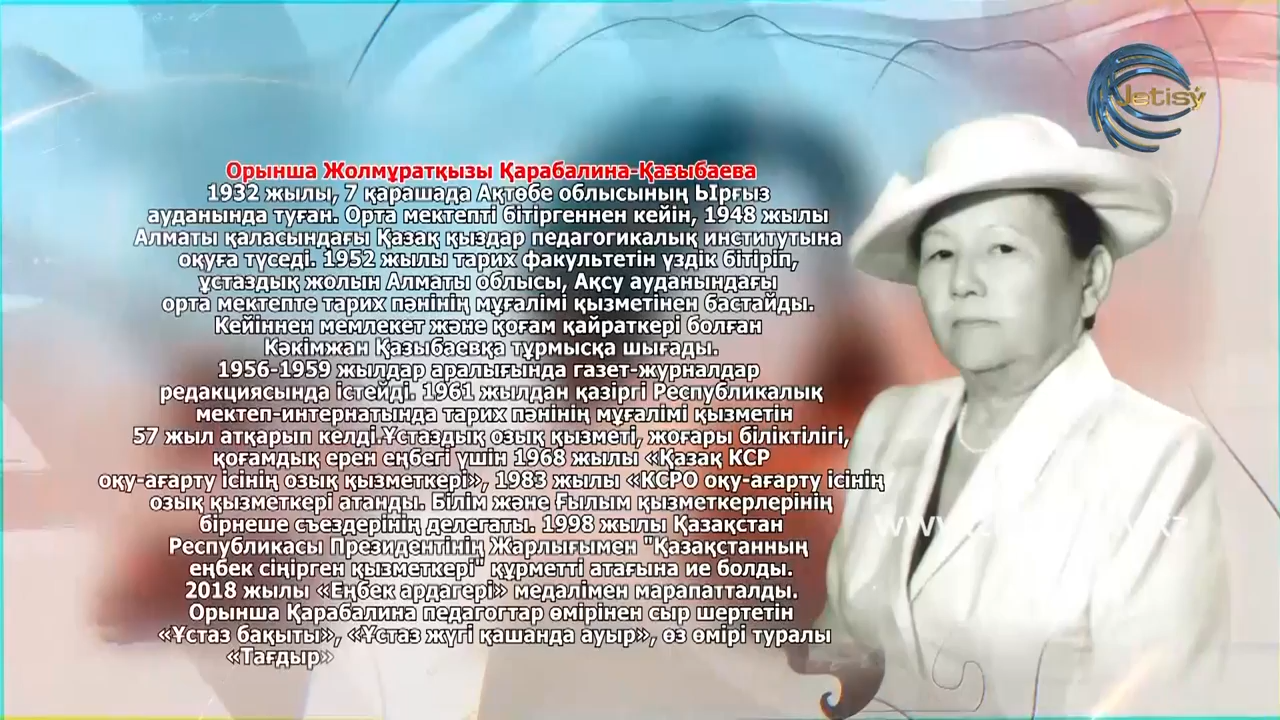 Jetisý
Орынша Жолмұратқызы Қарабалина-Қазыбаева
1932 жылы, 7 қарашада Ақтөбе облысының ЫІрғыз
ауданында туған. Орта мектепті бітіргеннен кейін, 1948 жылы
Алматы қаласындағы Қазақ қыздар педагогикалық институтына
оқуға түседі. 1952 жылы тарих факультетін үздік бітіріп,
ұстаздық жолын Алматы облысы, Ақсу ауданындағы
орта мектепте тарих пәнінің мұғалімі қызметінен бастайды.
Кейіннен мемлекет және қоғам қайраткері болған
Кәкімжан Қазыбаевқа тұрмысқа шығады.
1956-1959 жылдар аралығында газет-журналдар
редакциясында істейді. 1961 жылдан қазіргі Республикалық
мектеп-интернатында тарих пәнінің мұғалімі қызметін
57 жыл атқарып келді.Ұстаздық озық қызметі, жоғары біліктілігі,
қоғамдық ерен еңбегі үшін 1968 жылы «Қазақ КСР
оқу-ағарту ісінің озық қызметкері», 1983 жылы «КСРО оқу-ағарту ісінің
озық қызметкері атанды. Білім және Ғылым қызметкерлерінің
бірнеше съездерінің делегаты. 1998 жылы Қазақстан
Республикасы Президентінің Жарлығымен "Қазақстанның
еңбек сіңірген қызметкері" құрметті атағына ие болды.
2018 жылы «Еңбек ардагері» медалімен марапатталды.
Орынша Қарабалина педагогтар өмірінен сыр шертетін
«Ұстаз бақыты», «Ұстаз жүгі қашанда ауыр», өз өмірі туралы
«Тағдыр»